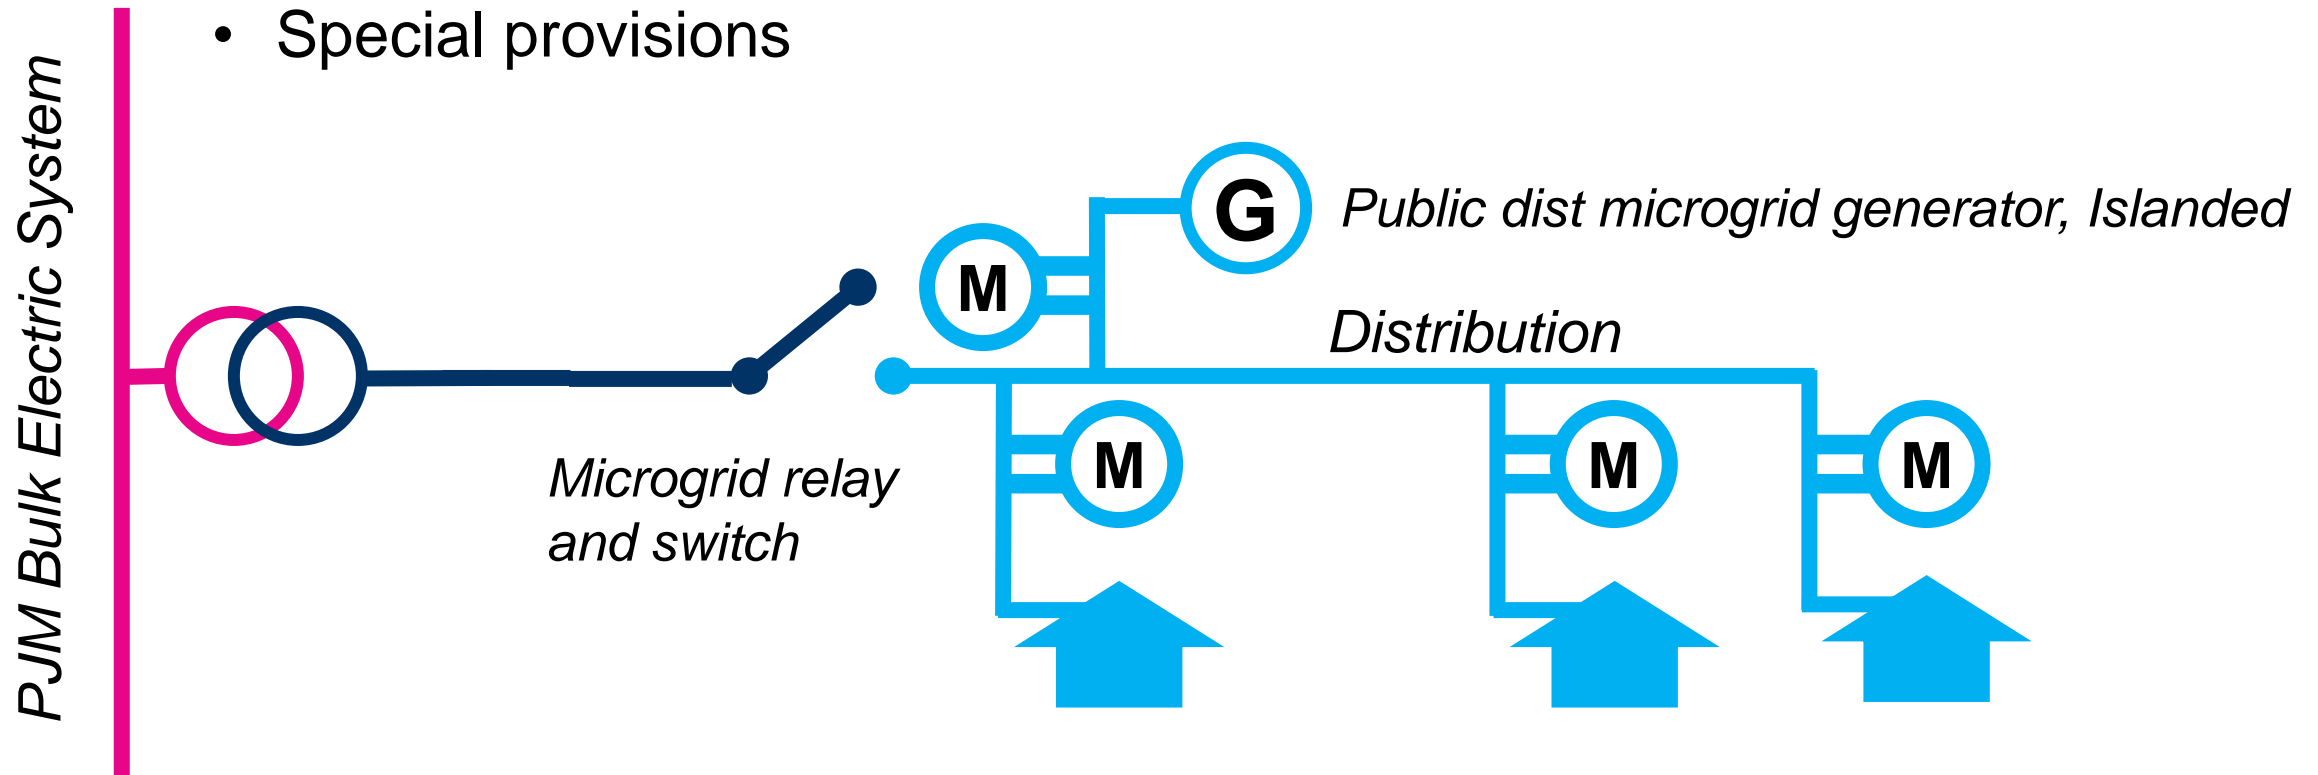 • Special provisions
PJM Bulk Electric System
G
Public dist microgrid generator, Islanded
M
Distribution
Microgrid relay
and switch
M
M
M